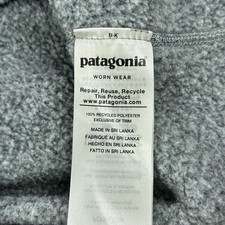 B-K
patagonia®
WORN WEAR
Repair, Reuse, Recycle
This Product
www.patagonia.com
100% RECYCLED POLYESTER
EXCLUSIVE OF TRIM
MADE IN SRI LANKA
FABRIQUÉ AU SRI LANKA
HECHO EN SRI LANKA
FATTO IN SRI LANKA